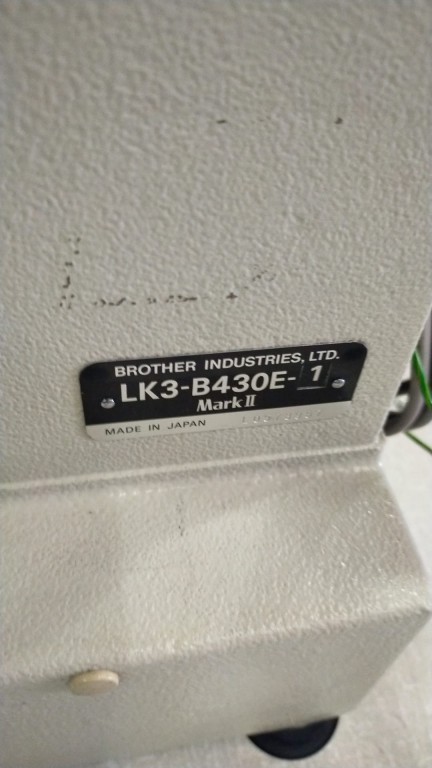 BROTHER INDUSTRIES, LTD.
LK3-B430E-1
Mark II
MADE IN JAPAN